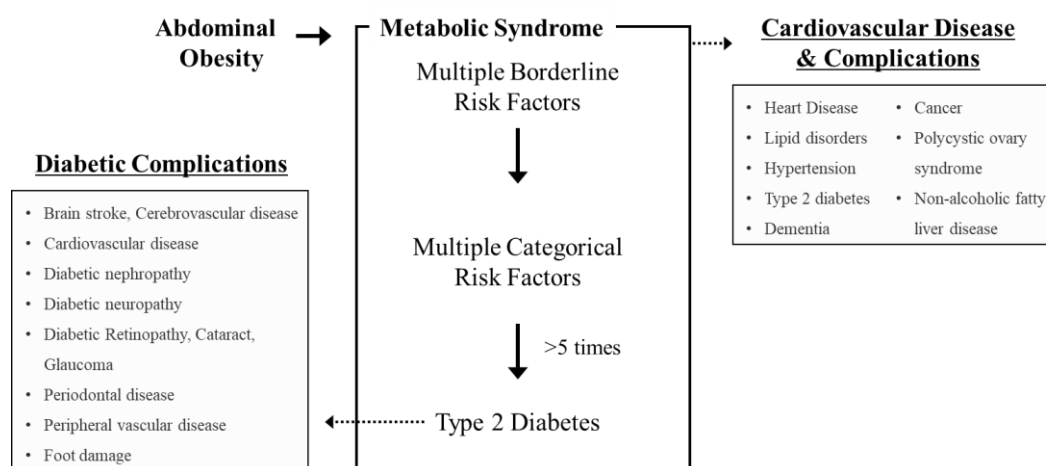 Abdominal
Obesity
Metabolic Syndrome
Multiple Borderline
Risk Factors
Multiple Categorical
Risk Factors
>5 times
Type 2 Diabetes
Cardiovascular Disease
& Complications
• Heart Disease
• Lipid disorders
• Hypertension
• Type 2 diabetes
• Dementia
• Cancer
• Polycystic ovary
syndrome
• Non-alcoholic fatty
liver disease
Diabetic Complications
• Brain stroke, Cerebrovascular disease
• Cardiovascular disease
• Diabetic nephropathy
• Diabetic neuropathy
• Diabetic Retinopathy, Cataract,
Glaucoma
• Periodontal disease
• Peripheral vascular disease
• Foot damage